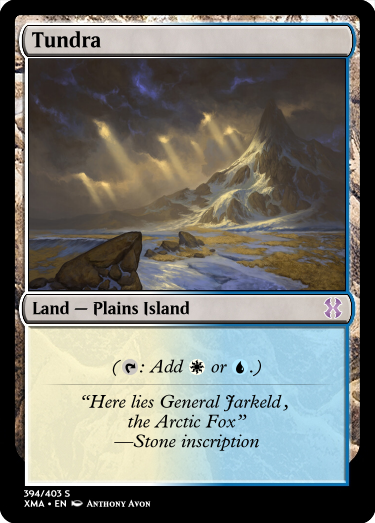 Tundra
Land — Plains Island
(: Add or .)
“Here lies General Jarkeld,
the Arctic Fox”
—Stone inscription
394/403 S
XMA • EN Anthony Avon